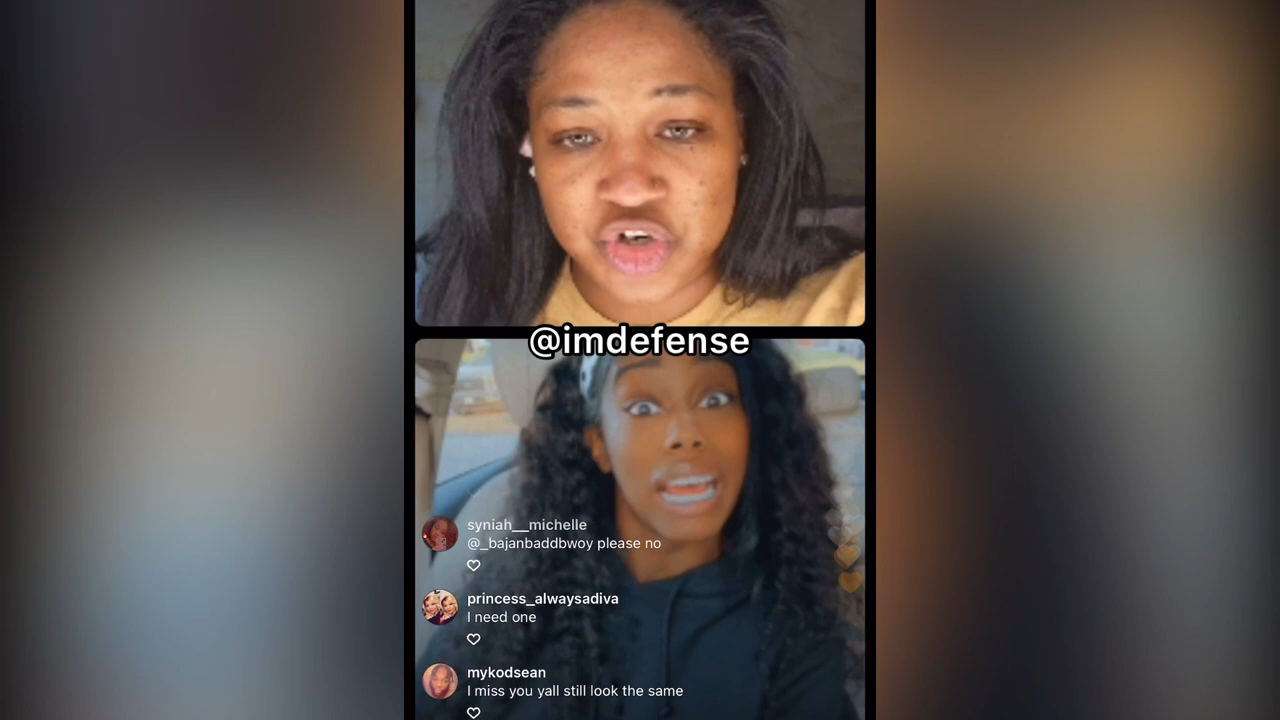 @imdefense
syniah__michelle
@_bajanbaddbwoy please no
princess_alwaysadiva
I need one
mykodsean
I miss you yall still look the same